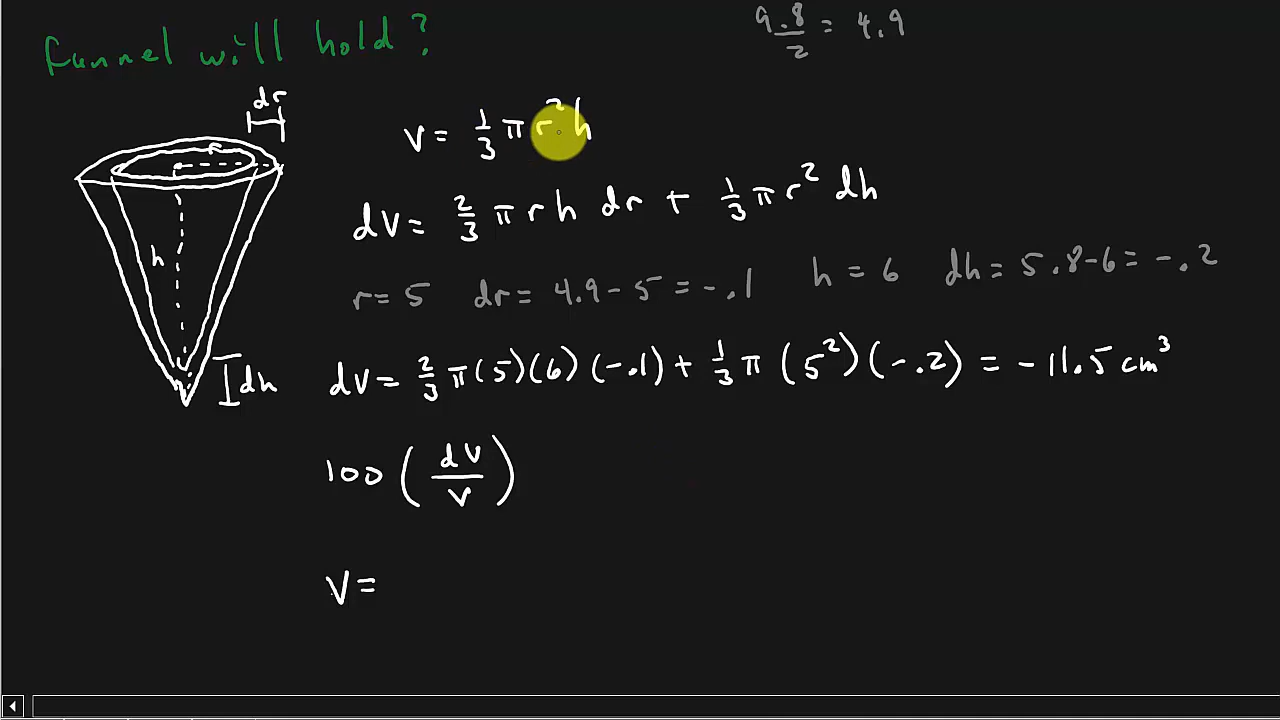 funnel will hold?
9.8/2 = 4.9
dr
V = 1/3 π r² h
dV = 2/3 π r h dr + 1/3 π r² dh
r
h
r = 5 dr = 4.9 - 5 = -.1 h = 6 dh = 5.8 - 6 = -.2
dh
dV = 2/3 π (5)(6)(-.1) + 1/3 π (5²)(-.2) = -11.5 cm³
100 (dV/V)
V =